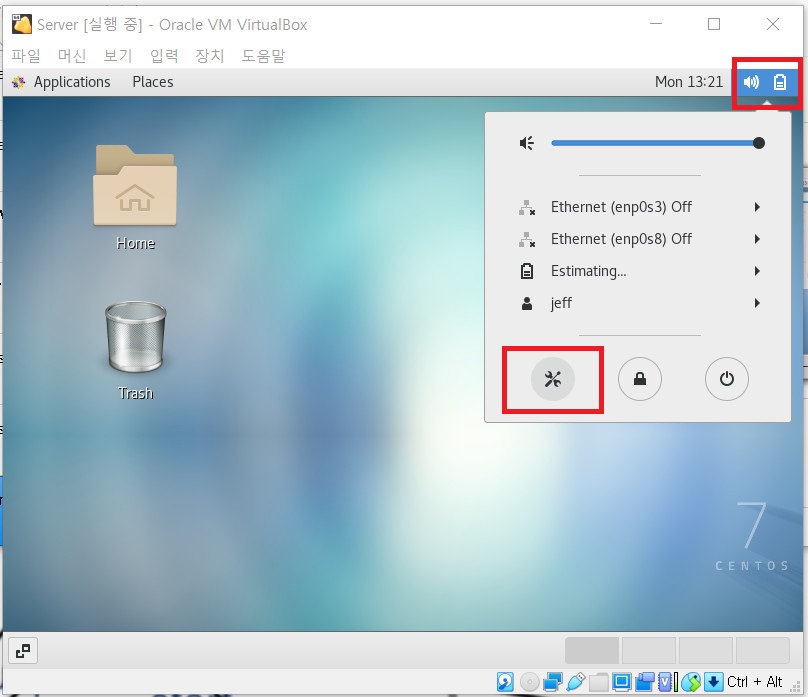 Server [실행 중] - Oracle VM VirtualBox
파일 머신 보기 입력 장치 도움말
Applications Places Mon 13:21
Home
Trash
Ethernet (enp0s3) Off
Ethernet (enp0s8) Off
Estimating...
jeff
7
CENTOS
Ctrl + Alt